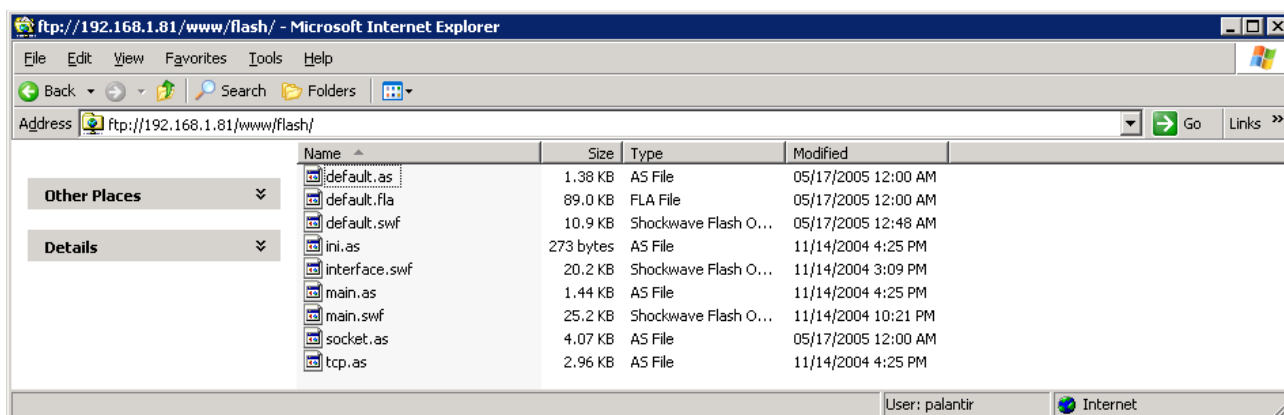 ftp://192.168.1.81/www/flash/ - Microsoft Internet Explorer
File Edit View Favorites Tools Help
Back Search Folders
Address ftp://192.168.1.81/www/flash/ Go Links »
Name Size Type Modified
default.as 1.38 KB AS File 05/17/2005 12:00 AM
Other Places default.fla 89.0 KB FLA File 05/17/2005 12:00 AM
default.swf 10.9 KB Shockwave Flash O... 05/17/2005 12:48 AM
Details ini.as 273 bytes AS File 11/14/2004 4:25 PM
interface.swf 20.2 KB Shockwave Flash O... 11/14/2004 3:09 PM
main.as 1.44 KB AS File 11/14/2004 4:25 PM
main.swf 25.2 KB Shockwave Flash O... 11/14/2004 10:21 PM
socket.as 4.07 KB AS File 05/17/2005 12:00 AM
tcp.as 2.96 KB AS File 11/14/2004 4:25 PM
User: palantir Internet